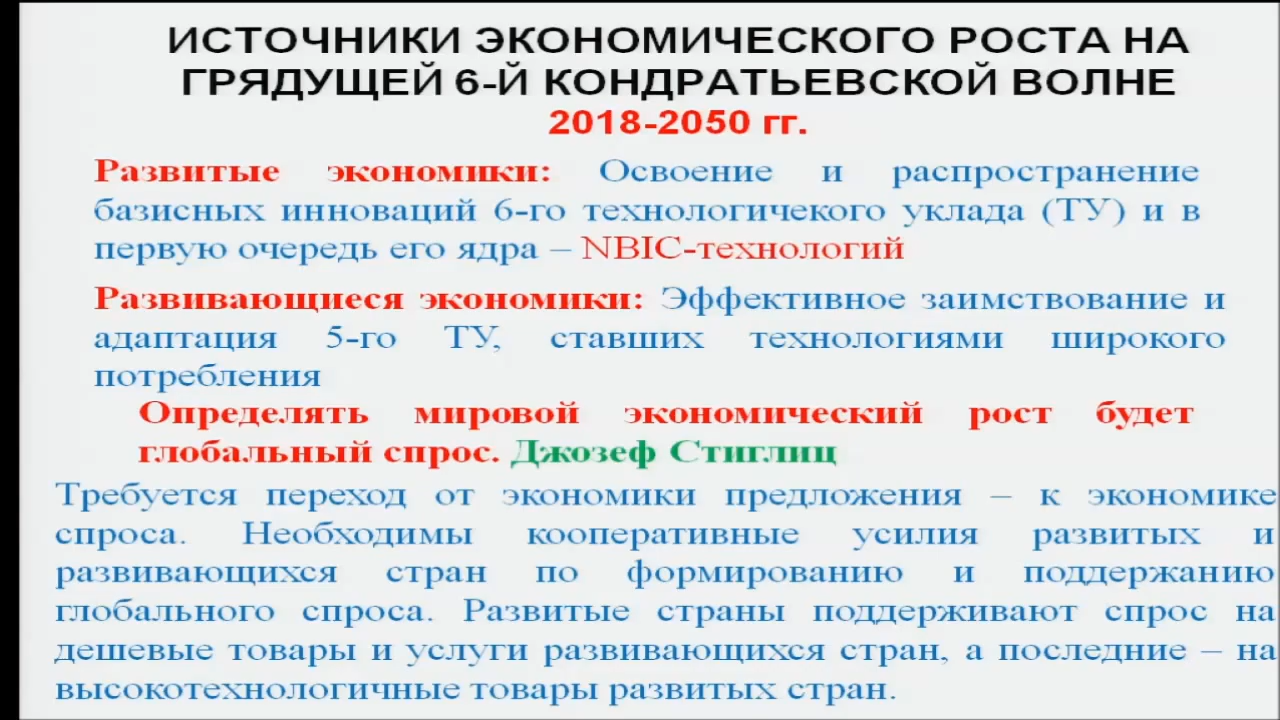 ИСТОЧНИКИ ЭКОНОМИЧЕСКОГО РОСТА НА
ГРЯДУЩЕЙ 6-Й КОНДРАТЬЕВСКОЙ ВОЛНЕ
2018-2050 гг.
Развитые экономики: Освоение и распространение
базисных инноваций 6-го технологичекого уклада (ТУ) и в
первую очередь его ядра – NBIC-технологий
Развивающиеся экономики: Эффективное заимствование и
адаптация 5-го ТУ, ставших технологиями широкого
потребления
Определять мировой экономический рост будет
глобальный спрос. Джозеф Стиглиц
Требуется переход от экономики предложения – к экономике
спроса. Необходимы кооперативные усилия развитых и
развивающихся стран по формированию и поддержанию
глобального спроса. Развитые страны поддерживают спрос на
дешевые товары и услуги развивающихся стран, а последние – на
высокотехнологичные товары развитых стран.